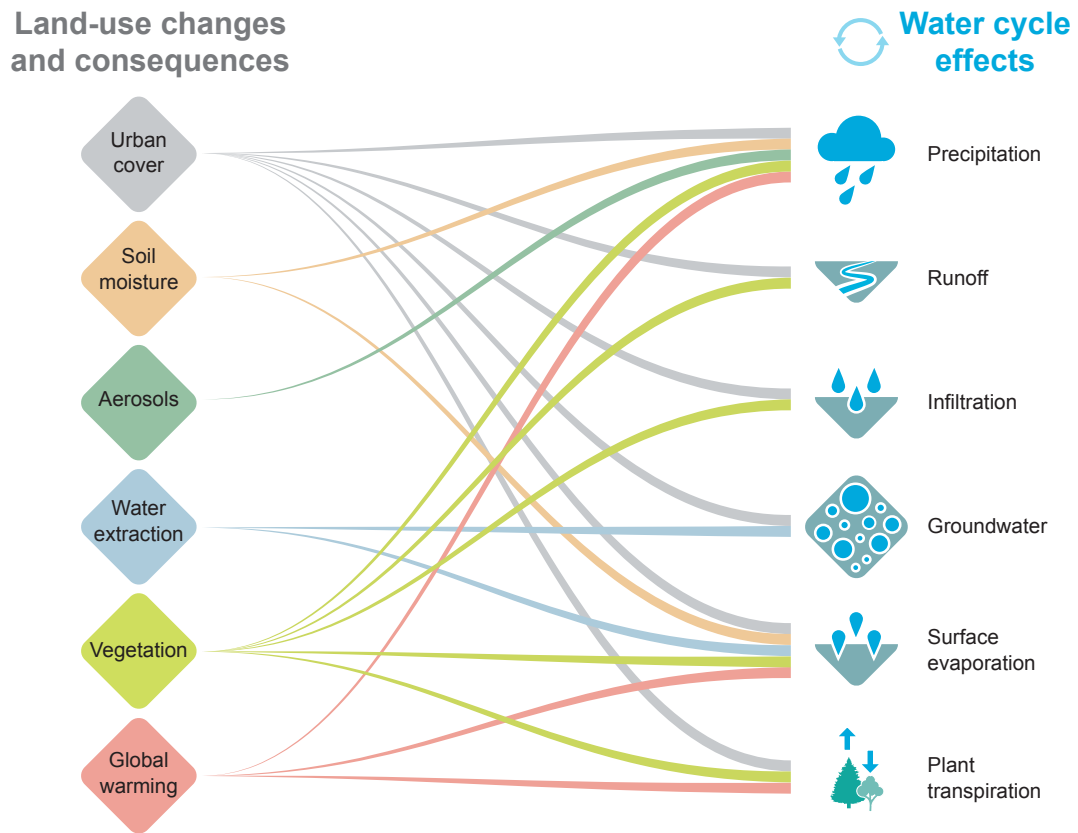 Land-use changes
and consequences
Water cycle
effects
Urban
cover
Soil
moisture
Aerosols
Water
extraction
Vegetation
Global
warming
Precipitation
Runoff
Infiltration
Groundwater
Surface
evaporation
Plant
transpiration